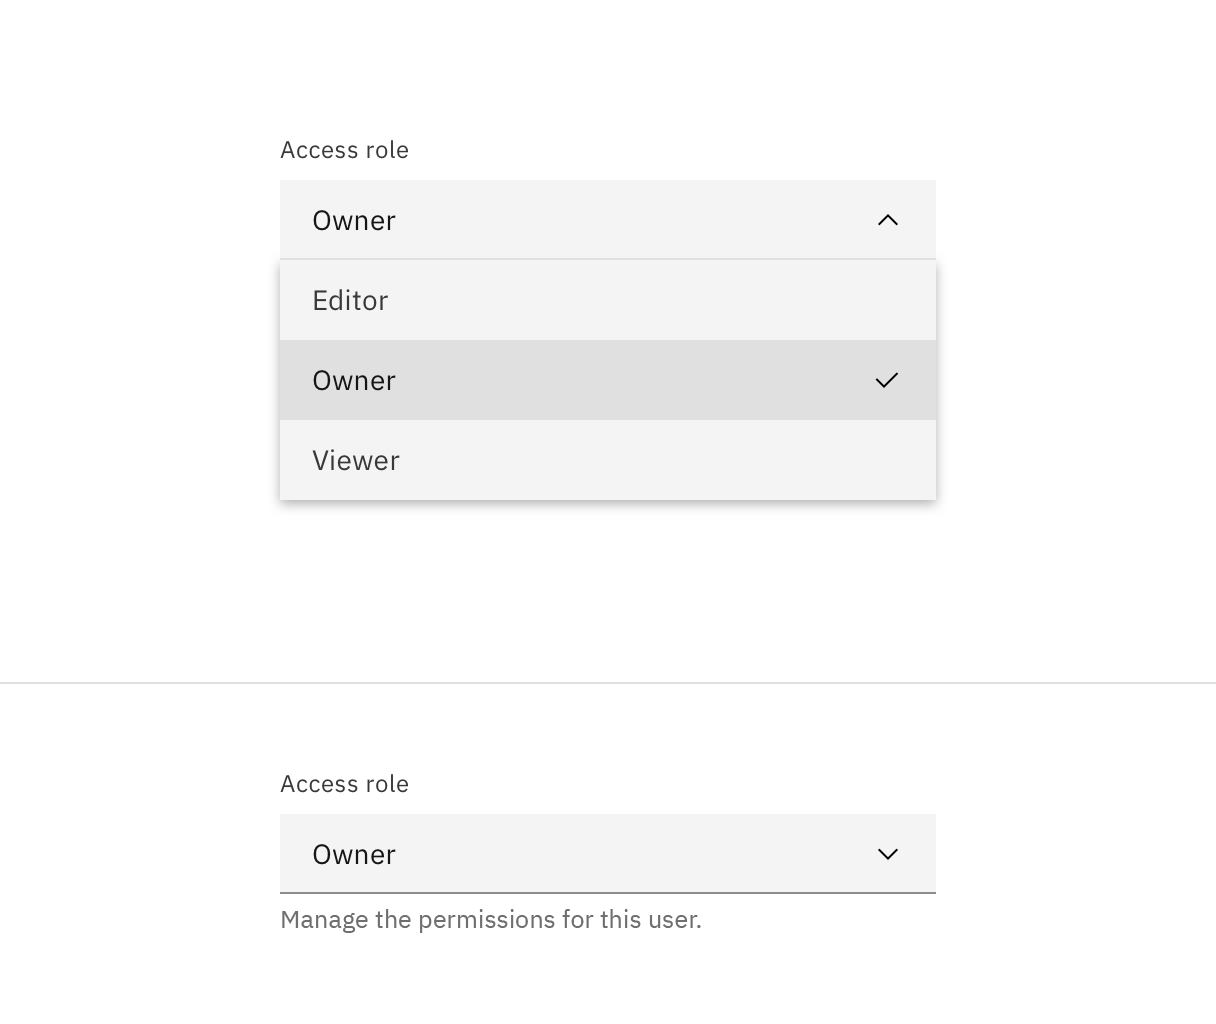 Access role
Owner
Editor
Owner
Viewer
Access role
Owner
Manage the permissions for this user.